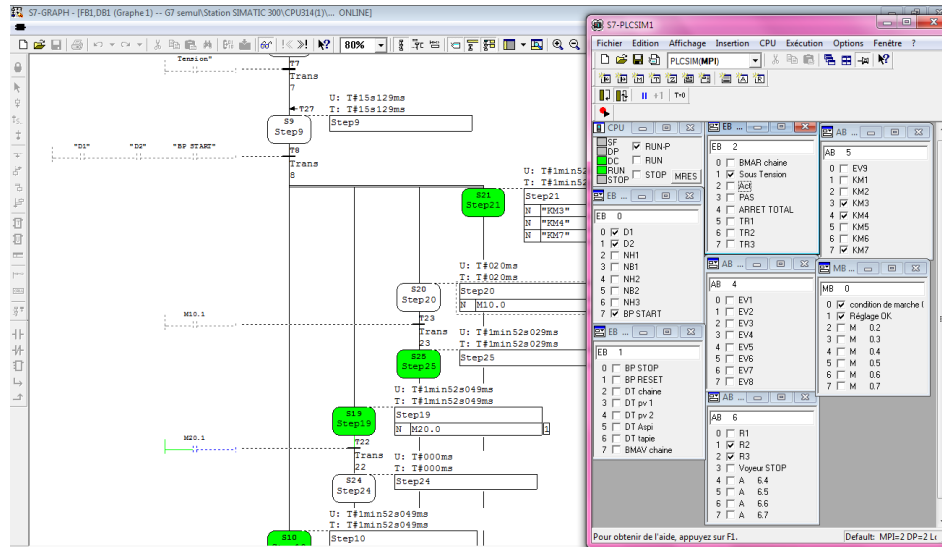 S7-GRAPH - [FB1,DB1 (Graphe 1) -- G7 semul\Station SIMATIC 300\CPU314(1)\... ONLINE]
80%
Tension"
T7
Trans
7
T27
U: T#15s129ms
T: T#15s129ms
S9
Step9
Step9
"D1" "D2" "BP START"
T8
Trans
8
S21
Step21
U: T#1min5
T: T#1min5
Step21
N "KM3"
N "KM4"
N "KM7"
U: T#020ms
T: T#020ms
S20
Step20
Step20
N M10.0
M10.1
T23
Trans
23
U: T#1min52s029ms
T: T#1min52s029ms
S25
Step25
Step25
U: T#1min52s049ms
T: T#1min52s049ms
S19
Step19
Step19
N M20.0
1
M20.1
T22
Trans
22
U: T#000ms
T: T#000ms
S24
Step24
Step24
U: T#1min52s049ms
T: T#1min52s049ms
S10
Step10
S7-PLCSIM1
Fichier Edition Affichage Insertion CPU Exécution Options Fenêtre ?
PLCSIM(MPI)
+1 T=0
CPU
SF
DP
DC
RUN
STOP
RUN-P
RUN
STOP
MRES
EB ...
EB 0
0 D1
1 D2
2 NH1
3 NB1
4 NH2
5 NB2
6 NH3
7 BP START
EB ...
EB 1
0 BP STOP
1 BP RESET
2 DT chaine
3 DT pv 1
4 DT pv 2
5 DT Aspi
6 DT tapie
7 BMAV chaine
EB ...
EB 2
0 BMAR chaine
1 Sous Tension
2 Act
3 PAS
4 ARRET TOTAL
5 TR1
6 TR2
7 TR3
AB ...
AB 4
0 EV1
1 EV2
2 EV3
3 EV4
4 EV5
5 EV6
6 EV7
7 EV8
AB ...
AB 6
0 R1
1 R2
2 R3
3 Voyeur STOP
4 A 6.4
5 A 6.5
6 A 6.6
7 A 6.7
AB ...
AB 5
0 EV9
1 KM1
2 KM2
3 KM3
4 KM4
5 KM5
6 KM6
7 KM7
MB ...
MB 0
0 condition de marche (
1 Réglage OK
2 M 0.2
3 M 0.3
4 M 0.4
5 M 0.5
6 M 0.6
7 M 0.7
Pour obtenir de l'aide, appuyez sur F1.
Default: MPI=2 DP=2 Lo